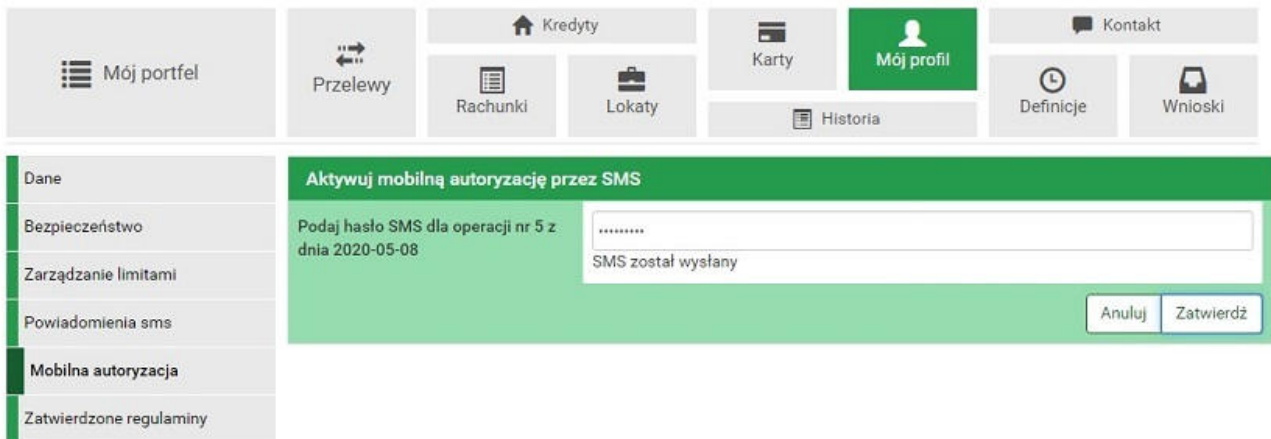 Mój portfel
Przelewy
Kredyty
Rachunki
Lokaty
Karty
Mój profil
Historia
Kontakt
Definicje
Wnioski
Dane
Bezpieczeństwo
Zarządzanie limitami
Powiadomienia sms
Mobilna autoryzacja
Zatwierdzone regulaminy
Aktywuj mobilną autoryzację przez SMS
Podaj hasło SMS dla operacji nr 5 z
dnia 2020-05-08
•••••••••
SMS został wysłany
Anuluj
Zatwierdź